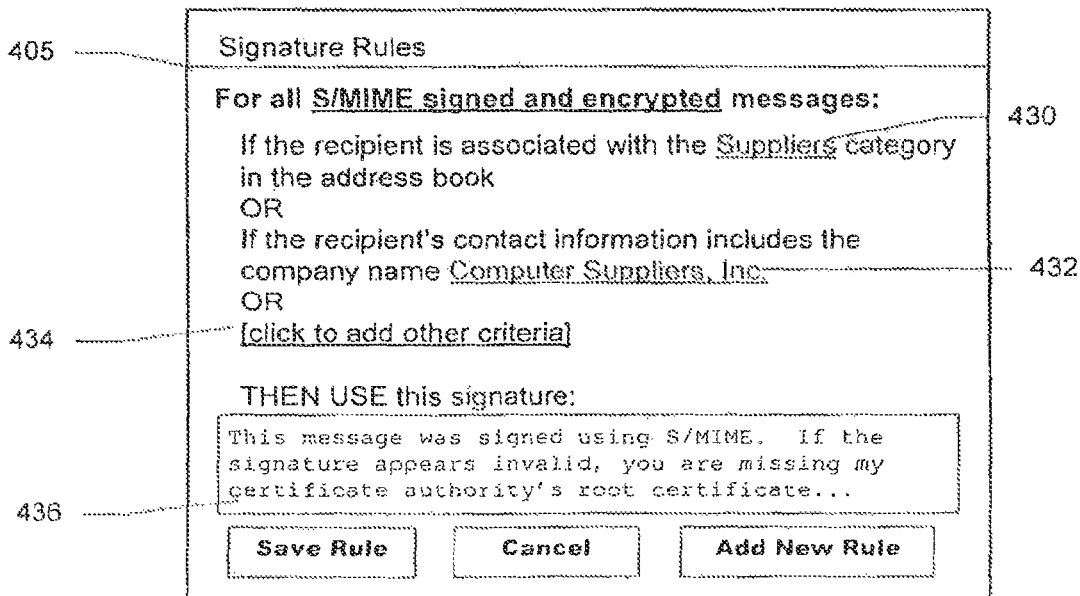 405
Signature Rules
For all S/MIME signed and encrypted messages:
430
If the recipient is associated with the Suppliers category
in the address book
OR
If the recipient's contact information includes the
company name Computer Suppliers, Inc.
432
OR
434
[click to add other criteria]
THEN USE this signature:
This message was signed using S/MIME. If the
signature appears invalid, you are missing my
certificate authority's root certificate...
436
Save Rule
Cancel
Add New Rule